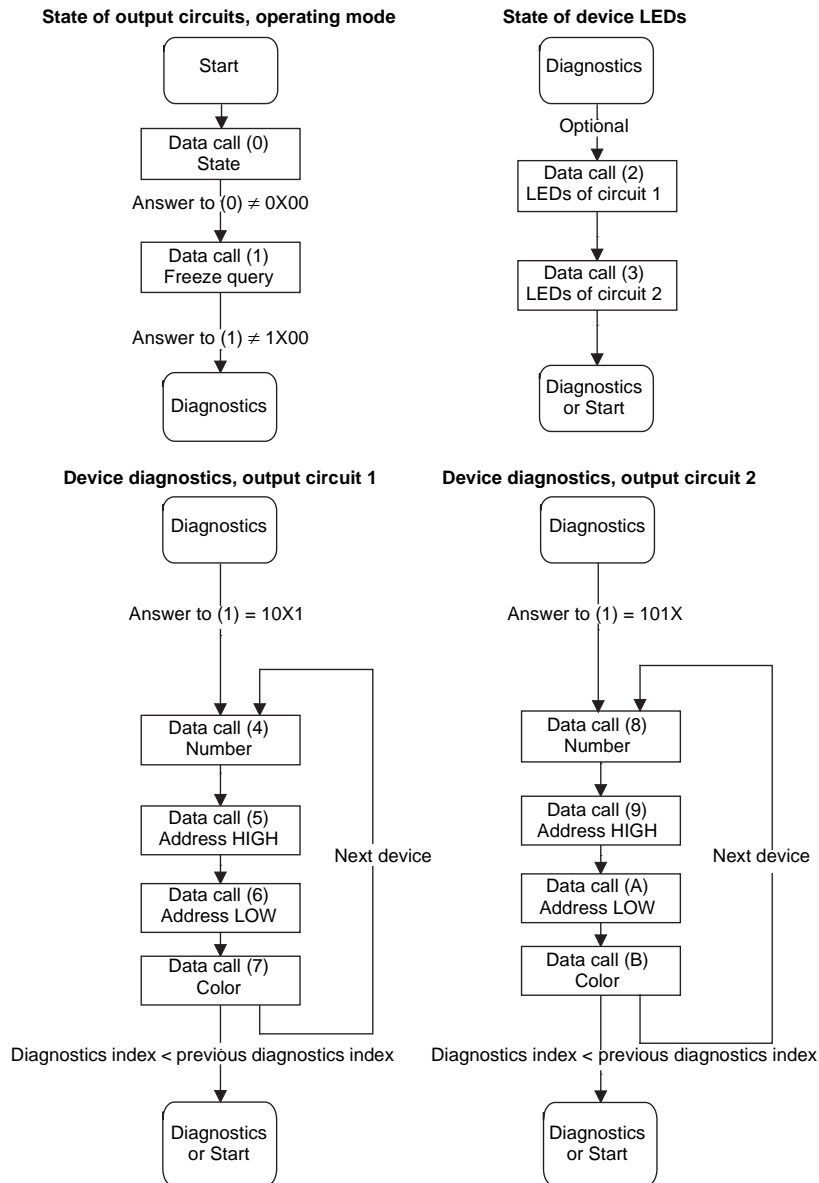 State of output circuits, operating mode
Start
Data call (0)
State
Answer to (0) ≠ 0X00
Data call (1)
Freeze query
Answer to (1) ≠ 1X00
Diagnostics
State of device LEDs
Diagnostics
Optional
Data call (2)
LEDs of circuit 1
Data call (3)
LEDs of circuit 2
Diagnostics
or Start
Device diagnostics, output circuit 1
Diagnostics
Answer to (1) = 10X1
Data call (4)
Number
Data call (5)
Address HIGH
Next device
Data call (6)
Address LOW
Data call (7)
Color
Diagnostics index < previous diagnostics index
Diagnostics
or Start
Device diagnostics, output circuit 2
Diagnostics
Answer to (1) = 101X
Data call (8)
Number
Data call (9)
Address HIGH
Next device
Data call (A)
Address LOW
Data call (B)
Color
Diagnostics index < previous diagnostics index
Diagnostics
or Start